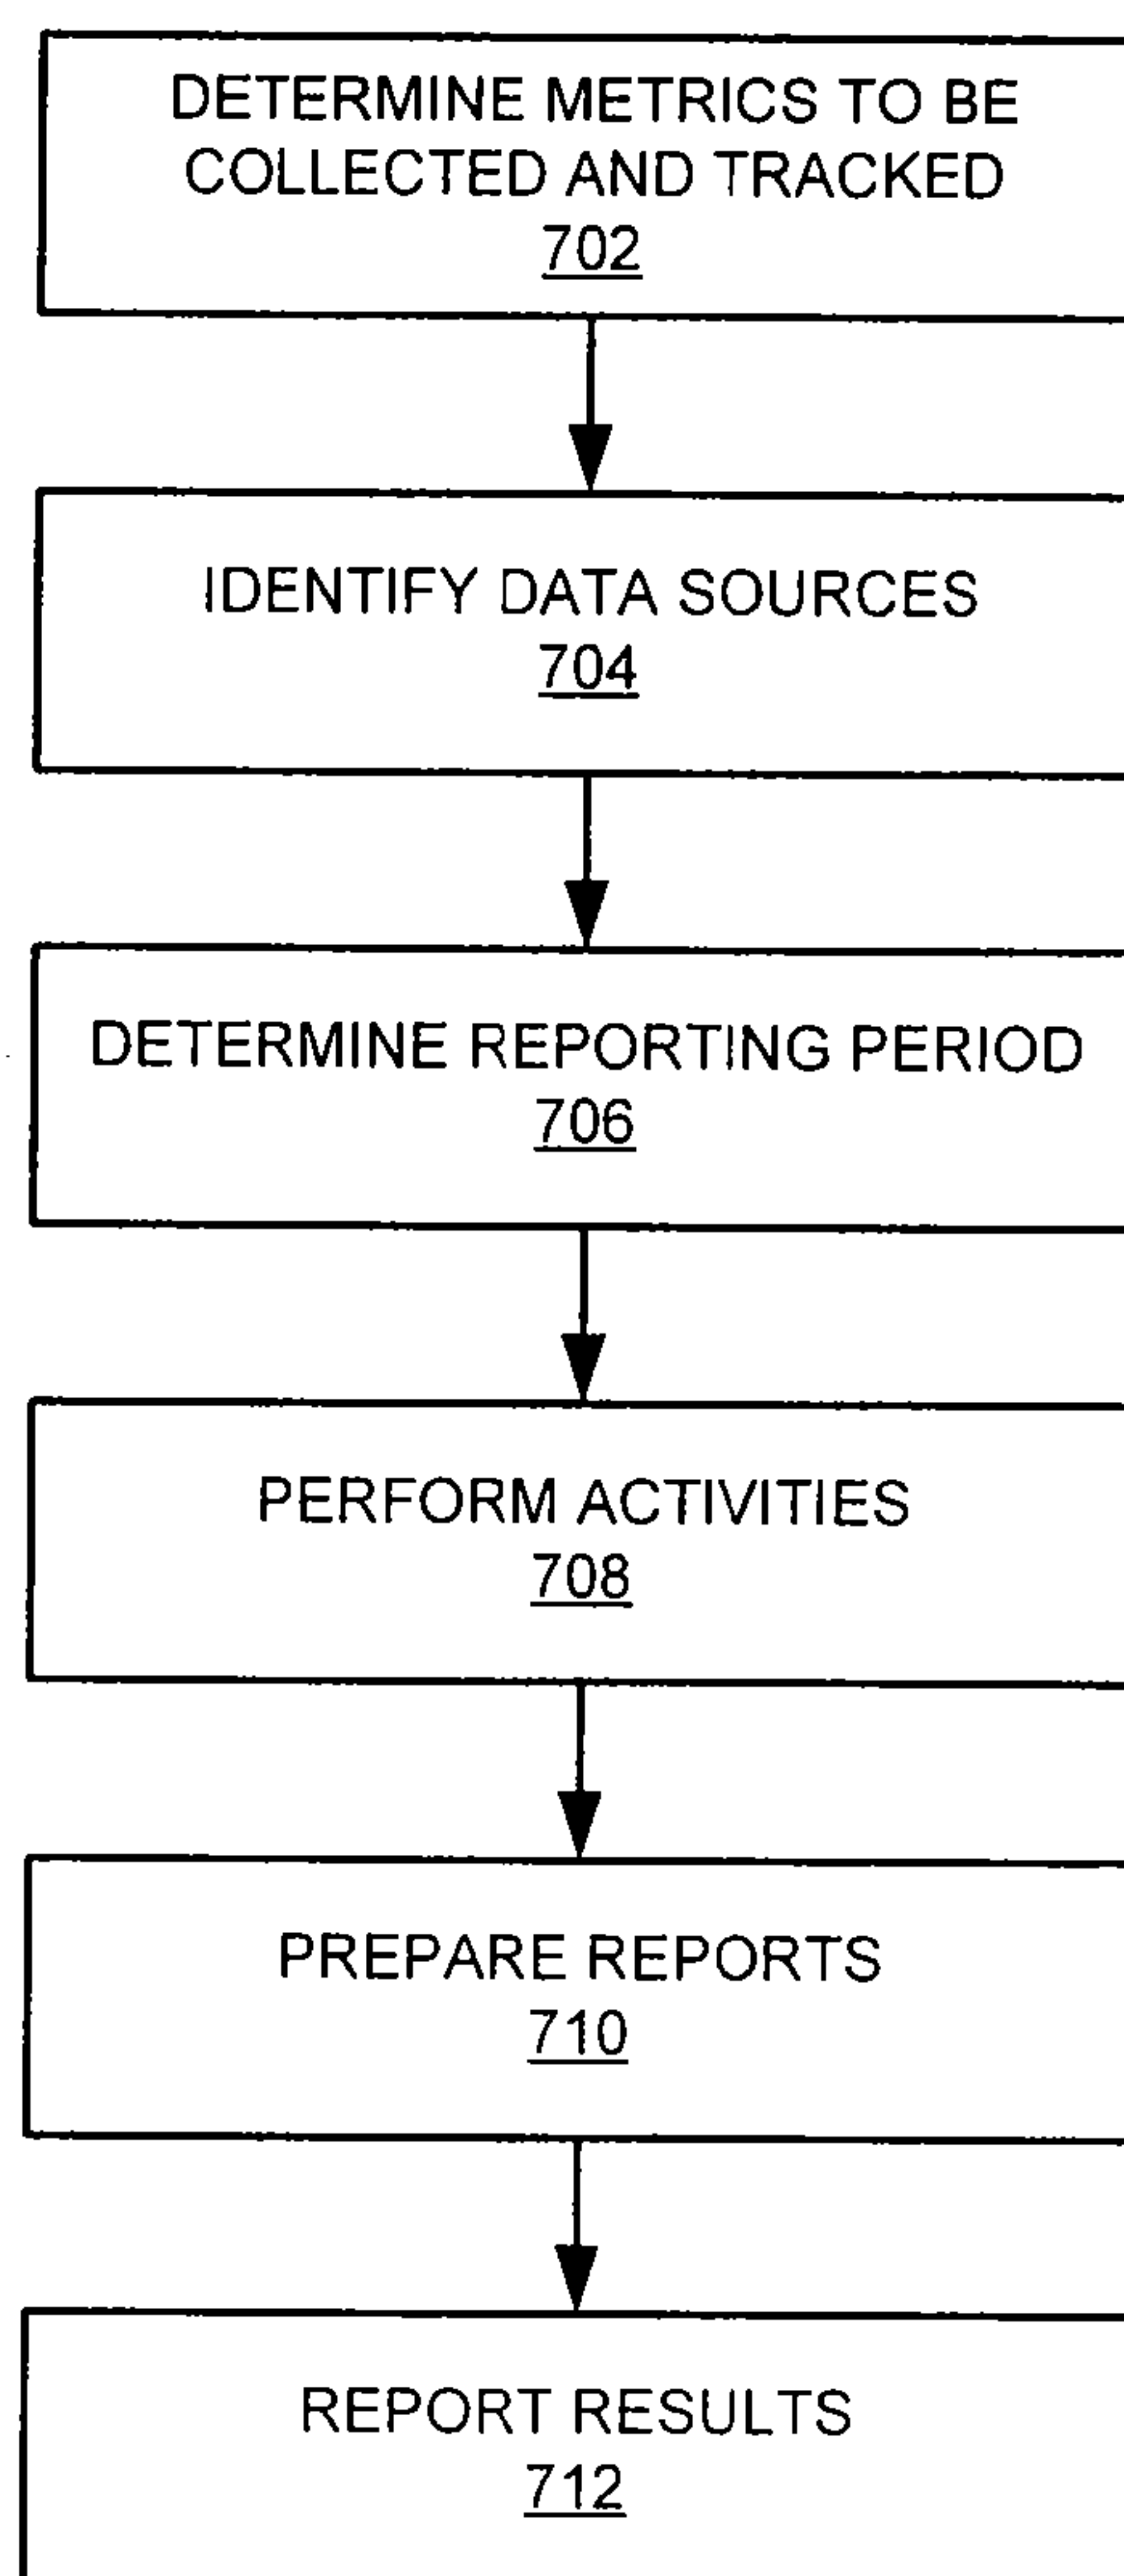 DETERMINE METRICS TO BE
COLLECTED AND TRACKED
702
IDENTIFY DATA SOURCES
704
DETERMINE REPORTING PERIOD
706
PERFORM ACTIVITIES
708
PREPARE REPORTS
710
REPORT RESULTS
712